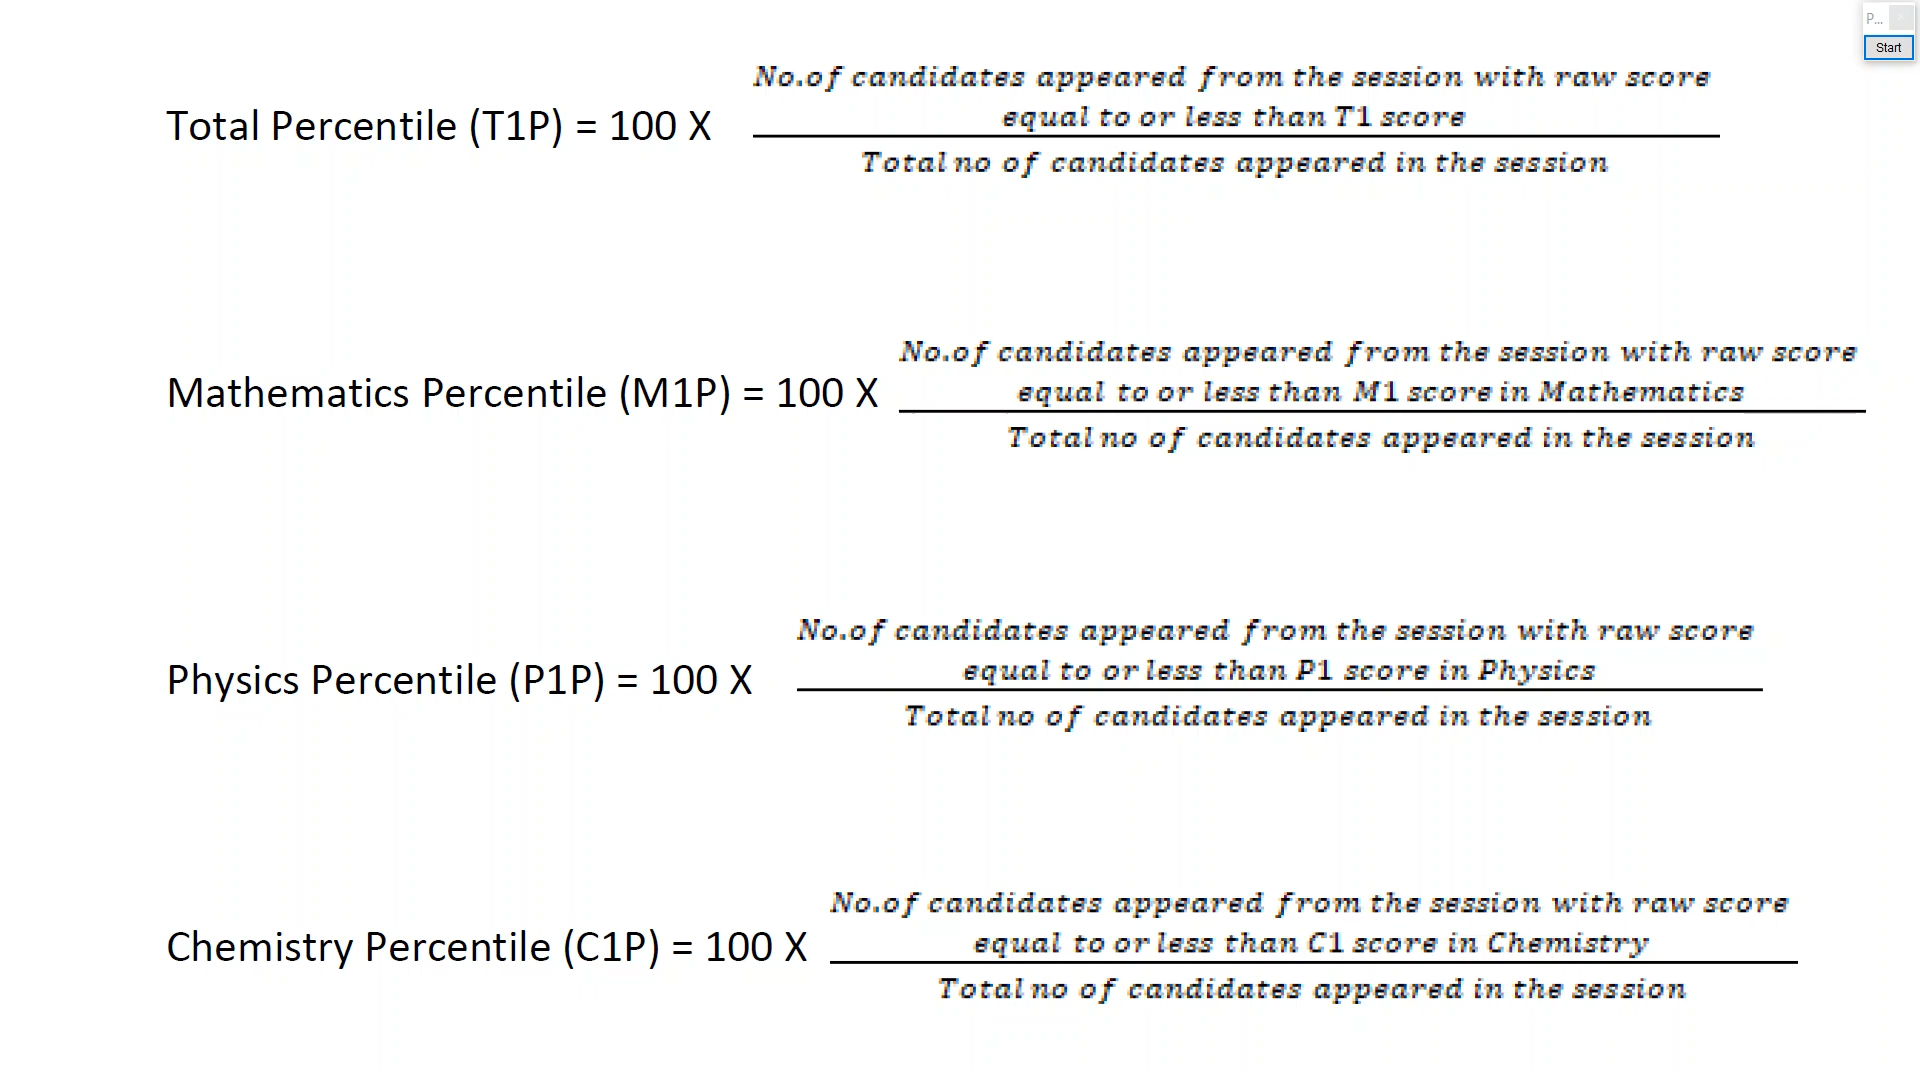 P...
Start
No.of candidates appeared from the session with raw score
equal to or less than T1 score
Total Percentile (T1P) = 100 X
Total no of candidates appeared in the session
No.of candidates appeared from the session with raw score
equal to or less than M1 score in Mathematics
Mathematics Percentile (M1P) = 100 X
Total no of candidates appeared in the session
No.of candidates appeared from the session with raw score
equal to or less than P1 score in Physics
Physics Percentile (P1P) = 100 X
Total no of candidates appeared in the session
No.of candidates appeared from the session with raw score
equal to or less than C1 score in Chemistry
Chemistry Percentile (C1P) = 100 X
Total no of candidates appeared in the session